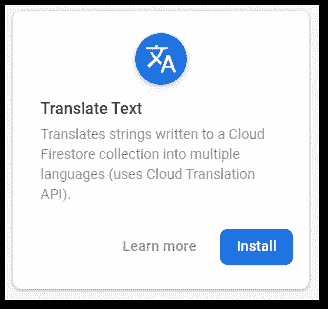 Translate Text
Translates strings written to a Cloud
Firestore collection into multiple
languages (uses Cloud Translation
API).
Learn more
Install